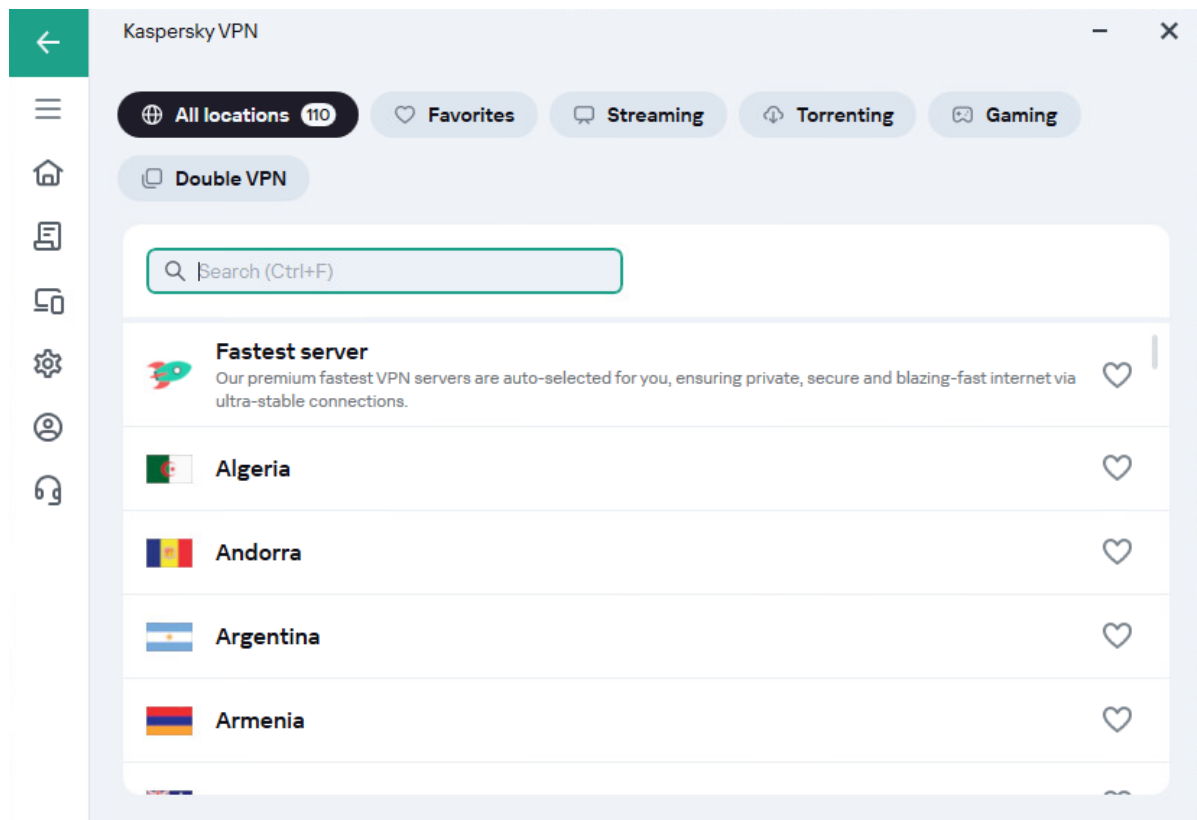 Kaspersky VPN
All locations 110
Favorites
Streaming
Torrenting
Gaming
Double VPN
Search (Ctrl+F)
Fastest server
Our premium fastest VPN servers are auto-selected for you, ensuring private, secure and blazing-fast internet via
ultra-stable connections.
Algeria
Andorra
Argentina
Armenia